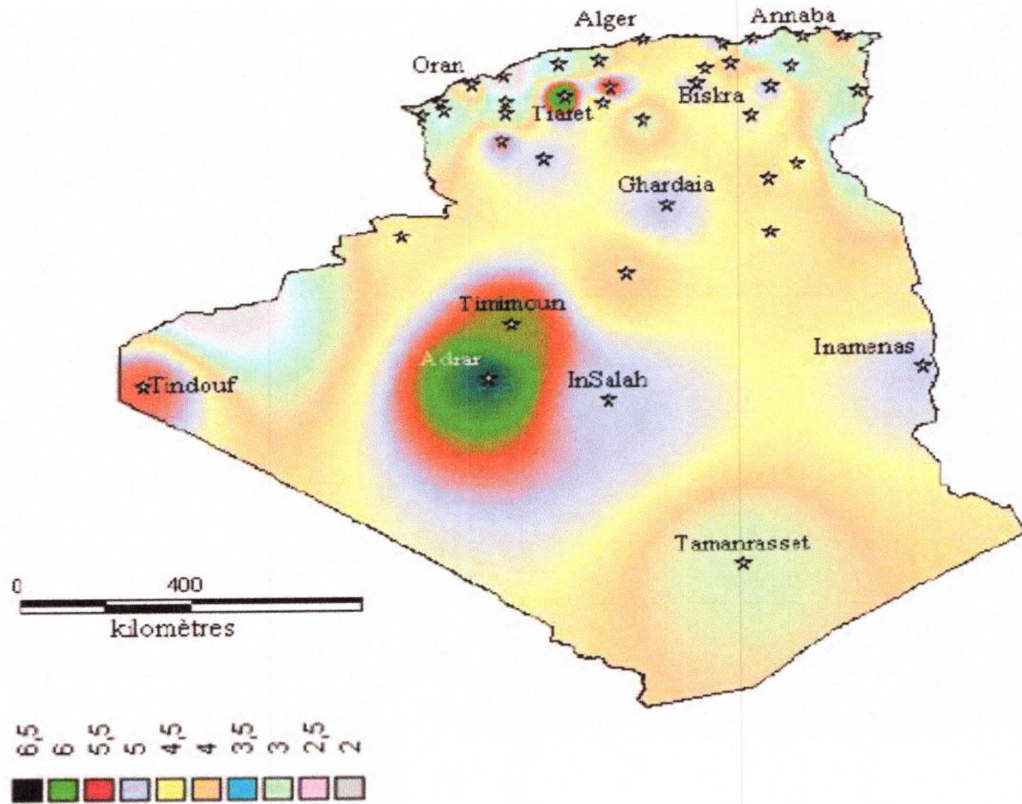 Alger
Annaba
Oran
Tiaret
Biskra
Ghardaia
Timimoun
Adrar
InSalah
Inamenas
Tindouf
Tamanrasset
0 400
kilomètres
6,5 6 5,5 5 4,5 4 3,5 3 2,5 2